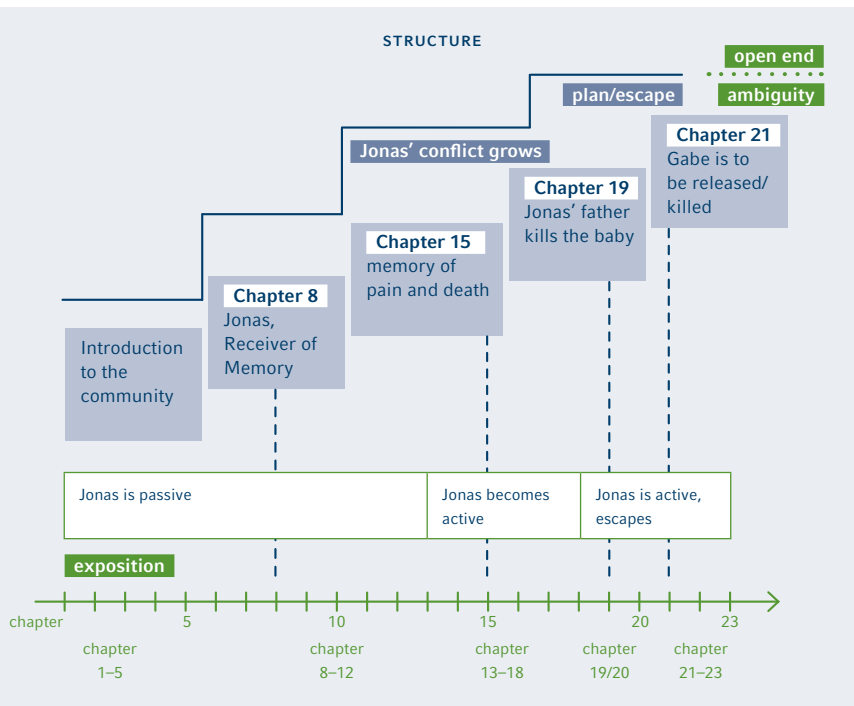 STRUCTURE
open end
plan/escape
ambiguity
Chapter 21
Gabe is to
be released/
killed
Jonas’ conflict grows
Chapter 19
Jonas’ father
kills the baby
Chapter 15
memory of
pain and death
Chapter 8
Jonas,
Receiver of
Memory
Introduction
to the
community
Jonas is passive
Jonas becomes
active
Jonas is active,
escapes
exposition
chapter 5 10 15 20 23
chapter
1–5
chapter
8–12
chapter
13–18
chapter
19/20
chapter
21–23